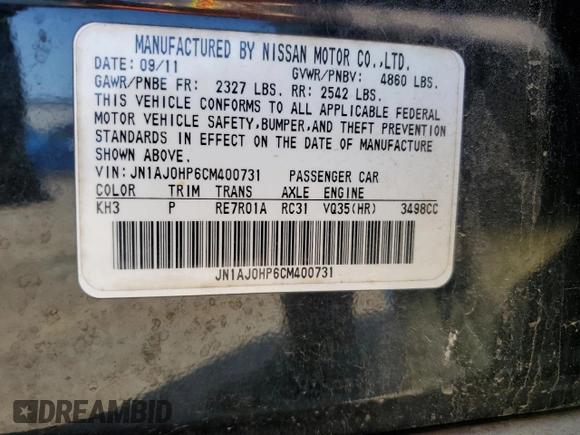 MANUFACTURED BY NISSAN MOTOR CO.,LTD.
DATE: 09/11 GVWR/PNBV: 4860 LBS.
GAWR/PNBE FR: 2327 LBS. RR: 2542 LBS.
THIS VEHICLE CONFORMS TO ALL APPLICABLE FEDERAL
MOTOR VEHICLE SAFETY,BUMPER,AND THEFT PREVENTION
STANDARDS IN EFFECT ON THE DATE OF MANUFACTURE
SHOWN ABOVE.
VIN: JN1AJ0HP6CM400731 PASSENGER CAR
COLOR TRIM TRANS AXLE ENGINE
KH3 P RE7R01A RC31 VQ35(HR) 3498CC
JN1AJ0HP6CM400731
DREAMBID